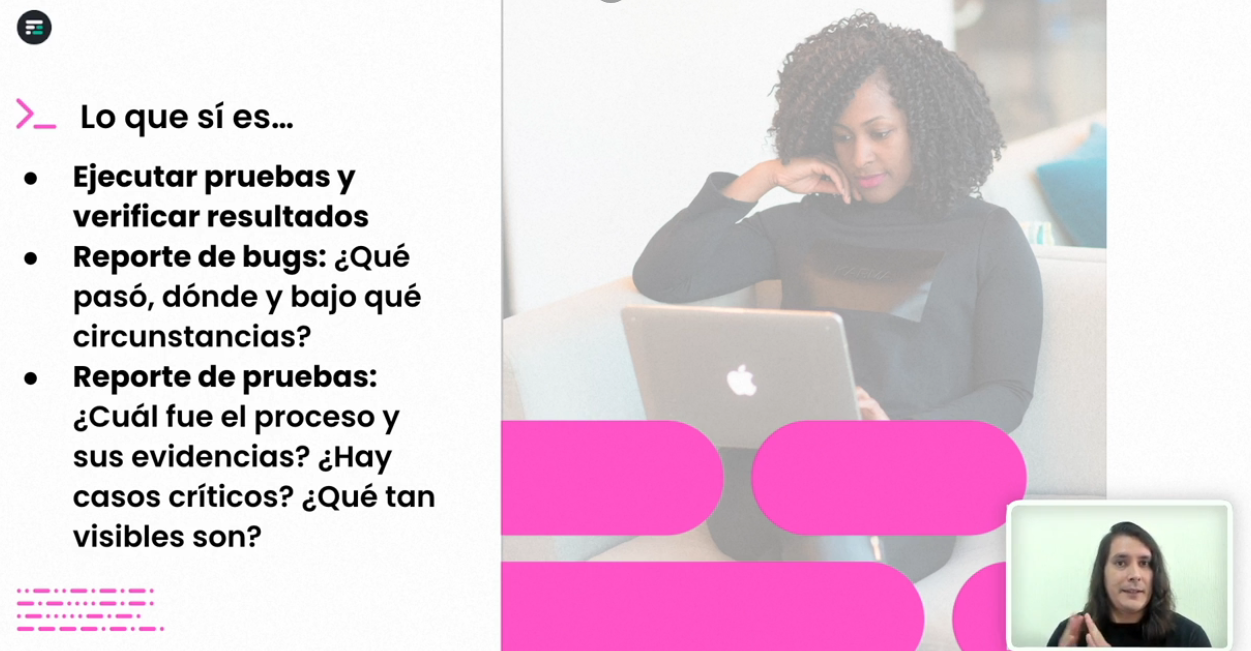 Lo que sí es...
● Ejecutar pruebas y
verificar resultados
● Reporte de bugs: ¿Qué
pasó, dónde y bajo qué
circunstancias?
● Reporte de pruebas:
¿Cuál fue el proceso y
sus evidencias? ¿Hay
casos críticos? ¿Qué tan
visibles son?